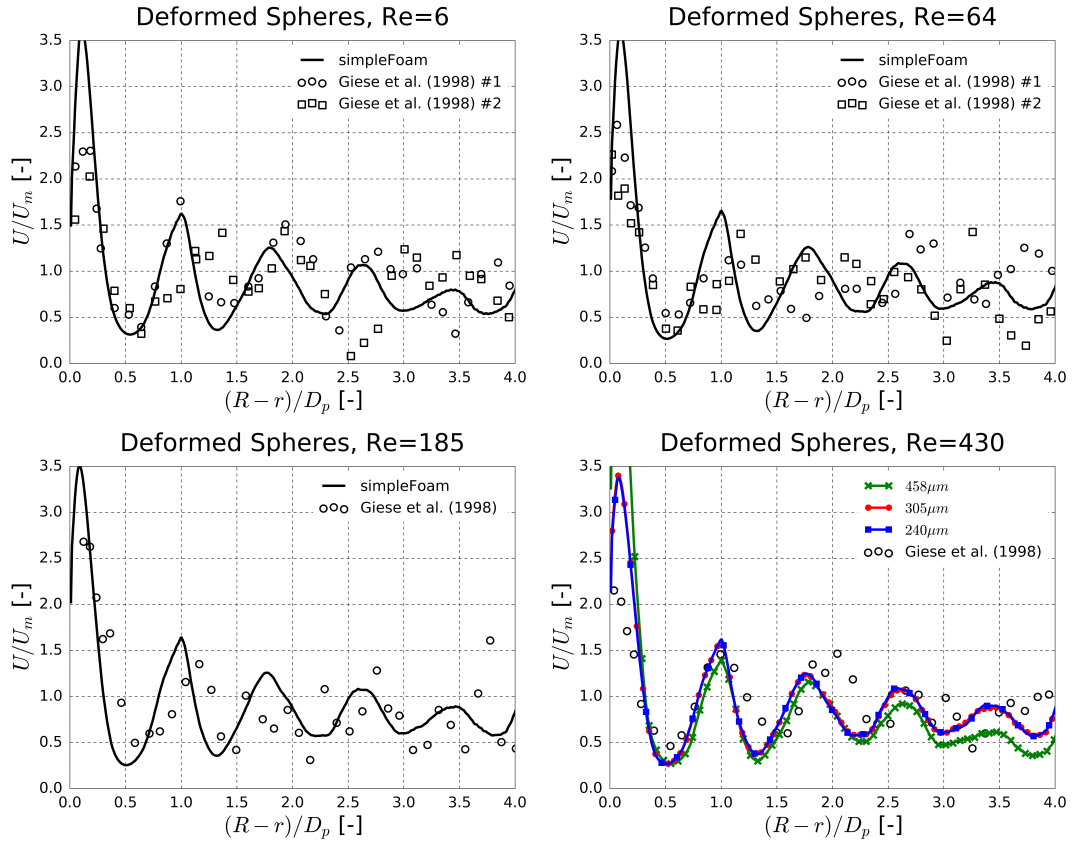 Deformed Spheres, Re=6
3.5
3.0
2.5
2.0
1.5
1.0
0.5
0.0
U/U_m [-]
simpleFoam
Giese et al. (1998) #1
Giese et al. (1998) #2
0.0 0.5 1.0 1.5 2.0 2.5 3.0 3.5 4.0
(R − r)/D_p [-]
Deformed Spheres, Re=64
3.5
3.0
2.5
2.0
1.5
1.0
0.5
0.0
U/U_m [-]
simpleFoam
Giese et al. (1998) #1
Giese et al. (1998) #2
0.0 0.5 1.0 1.5 2.0 2.5 3.0 3.5 4.0
(R − r)/D_p [-]
Deformed Spheres, Re=185
3.5
3.0
2.5
2.0
1.5
1.0
0.5
0.0
U/U_m [-]
simpleFoam
Giese et al. (1998)
0.0 0.5 1.0 1.5 2.0 2.5 3.0 3.5 4.0
(R − r)/D_p [-]
Deformed Spheres, Re=430
3.5
3.0
2.5
2.0
1.5
1.0
0.5
0.0
U/U_m [-]
458μm
305μm
240μm
Giese et al. (1998)
0.0 0.5 1.0 1.5 2.0 2.5 3.0 3.5 4.0
(R − r)/D_p [-]